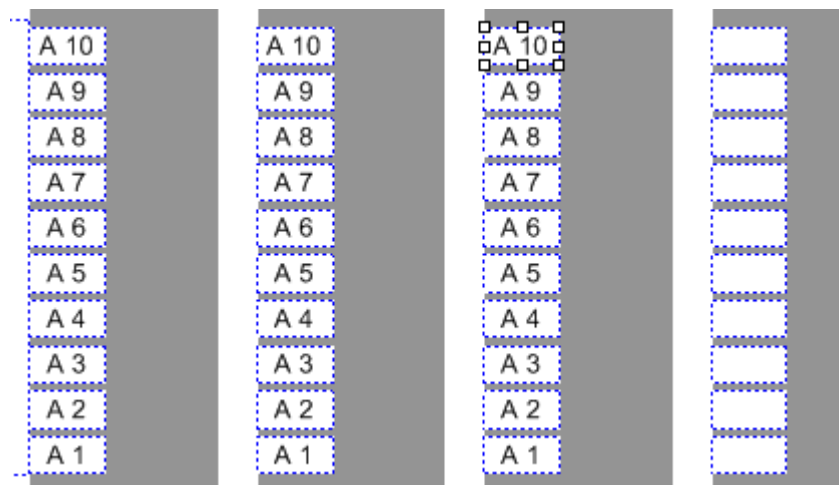 A 10 A 10 A 10
A 9 A 9 A 9
A 8 A 8 A 8
A 7 A 7 A 7
A 6 A 6 A 6
A 5 A 5 A 5
A 4 A 4 A 4
A 3 A 3 A 3
A 2 A 2 A 2
A 1 A 1 A 1